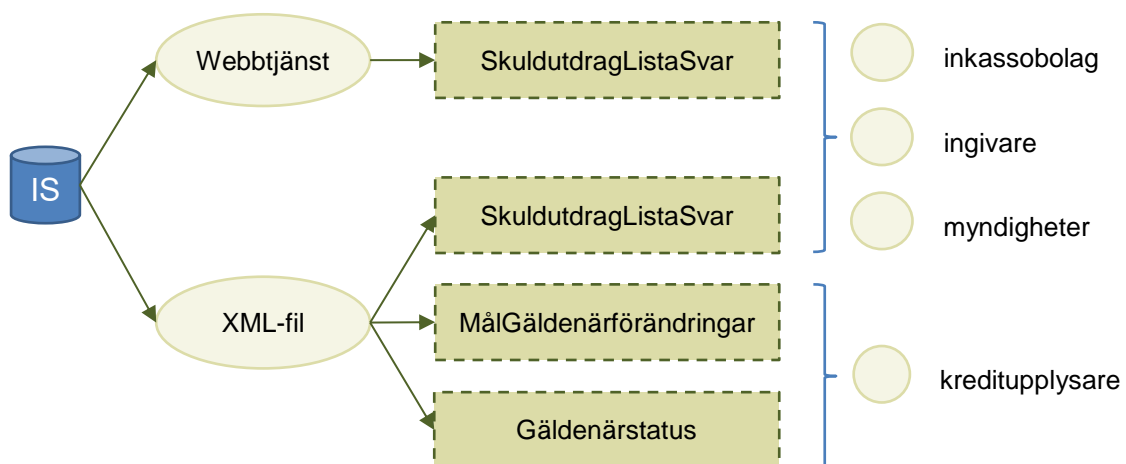 Webbtjänst
SkuldutdragListaSvar
inkassobolag
ingivare
IS
SkuldutdragListaSvar
myndigheter
XML-fil
MålGäldenärförändringar
kreditupplysare
Gäldenärstatus